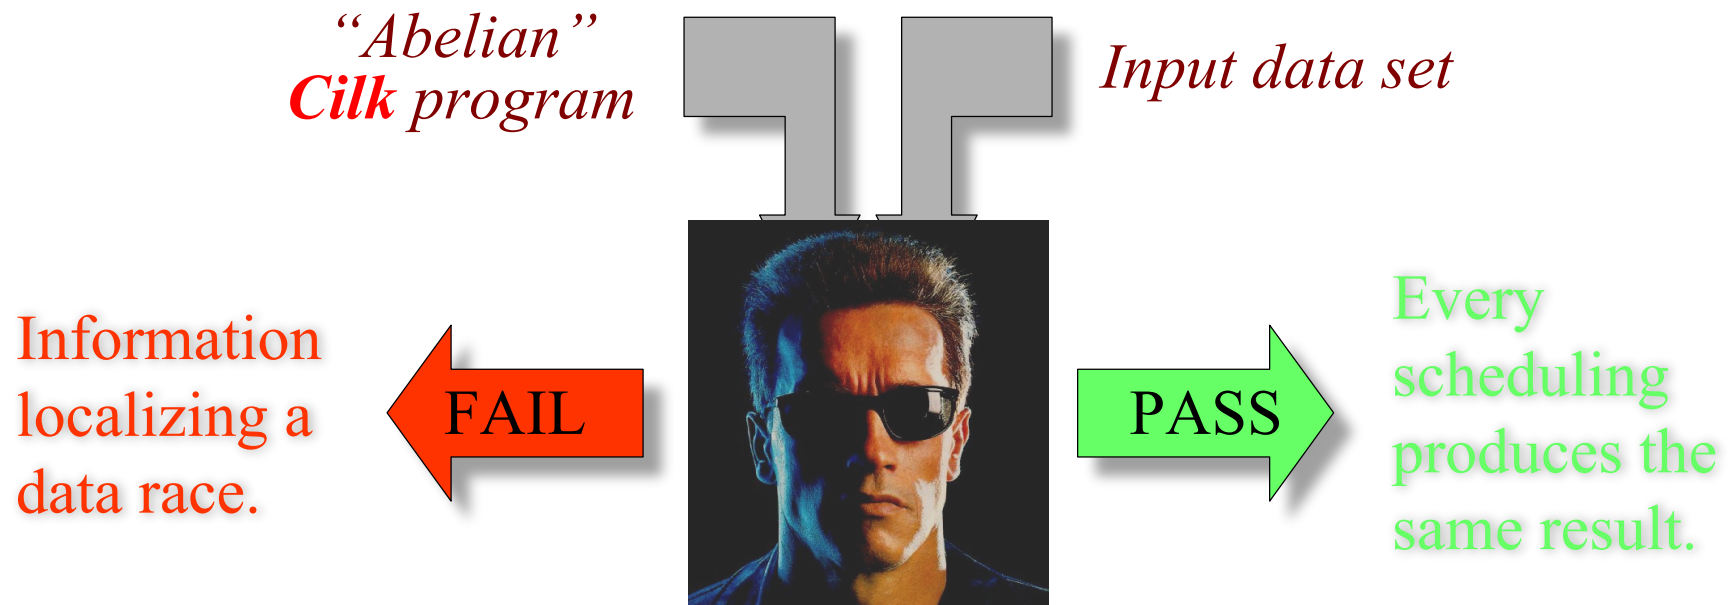 “Abelian”
Cilk program
Input data set
Information
localizing a
data race.
FAIL
PASS
Every
scheduling
produces the
same result.